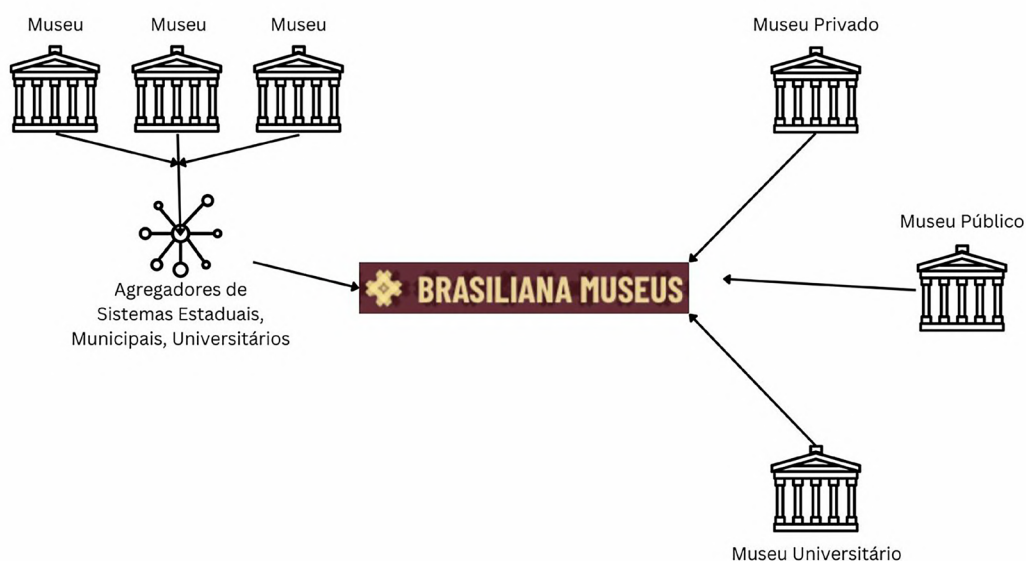 Museu
Museu
Museu
Museu Privado
Museu Público
BRASILIANA MUSEUS
Agregadores de
Sistemas Estaduais,
Municipais, Universitários
Museu Universitário